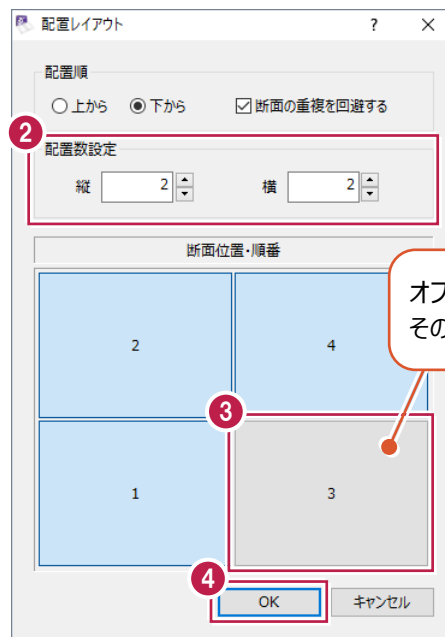 配置レイアウト ? ×
配置順
上から 下から 断面の重複を回避する
2
配置数設定
縦 2 横 2
断面位置・順番
オフ
その
2 4
3
1 3
4
OK キャンセル